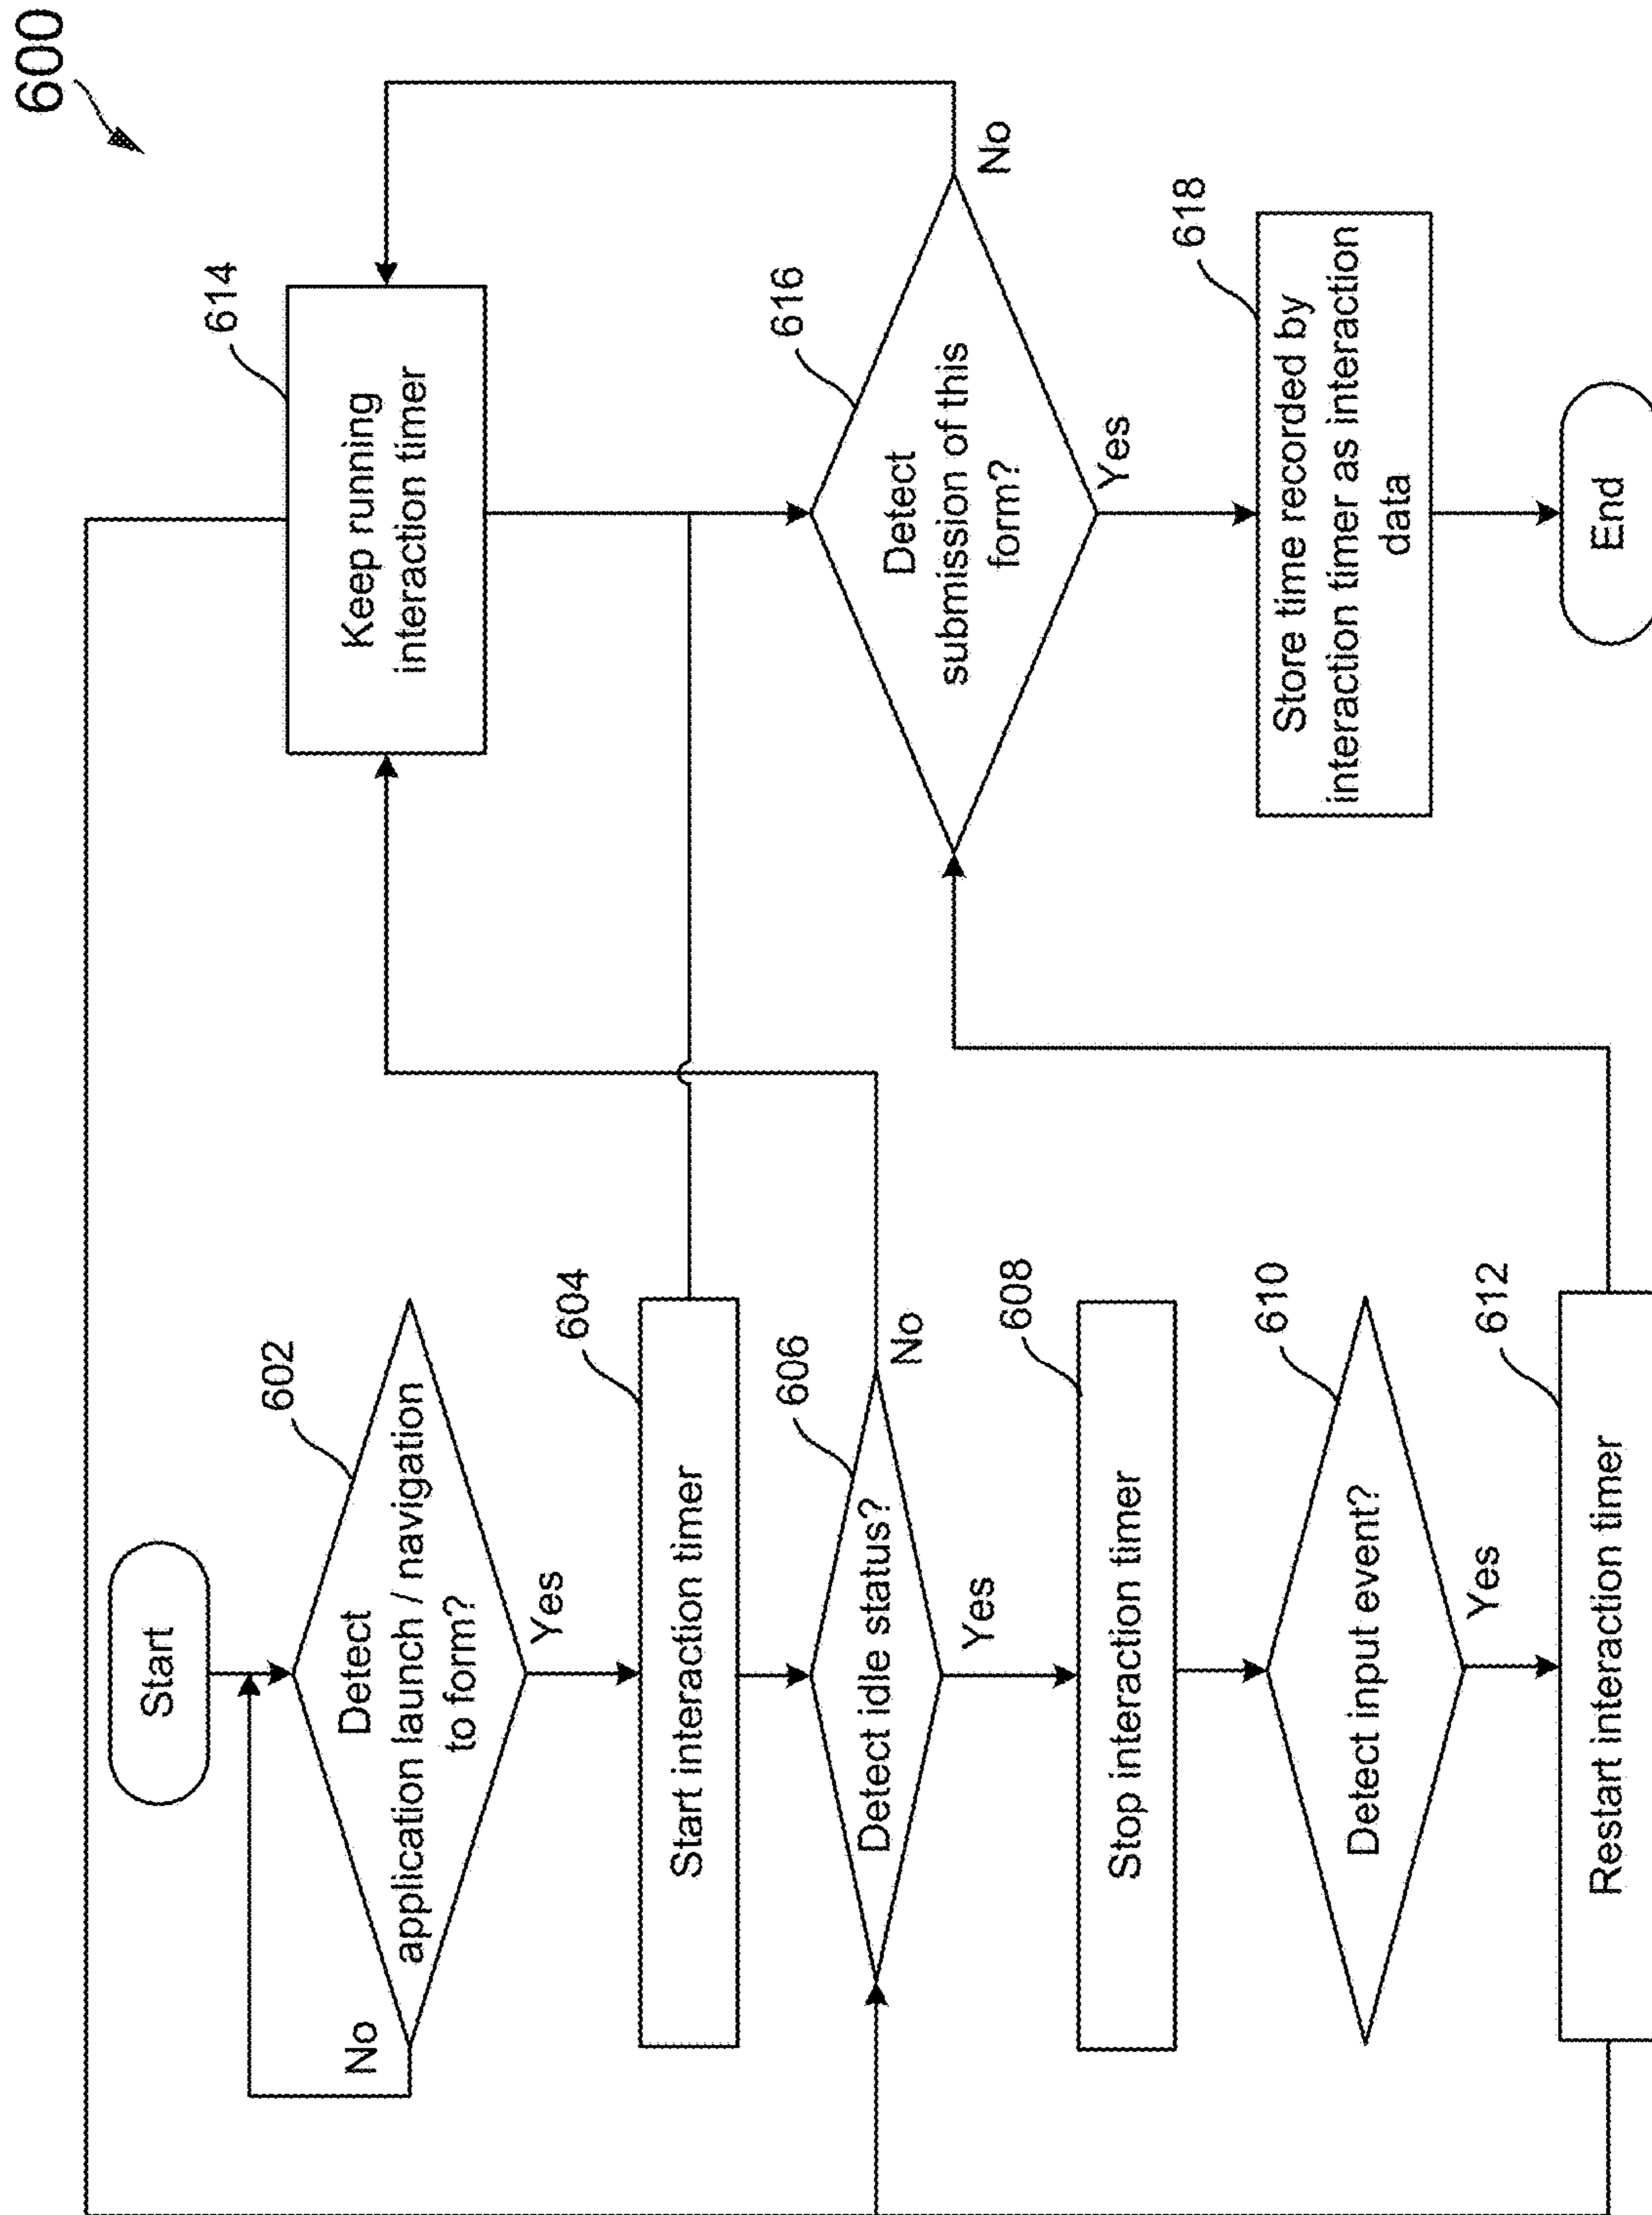 600
Start
602
Detect
application launch / navigation
to form?
No
Yes
604
Start interaction timer
606
Detect idle status?
No
Yes
608
Stop interaction timer
610
Detect input event?
Yes
612
Restart interaction timer
614
Keep running
interaction timer
616
Detect
submission of this
form?
No
Yes
618
Store time recorded by
interaction timer as interaction
data
End